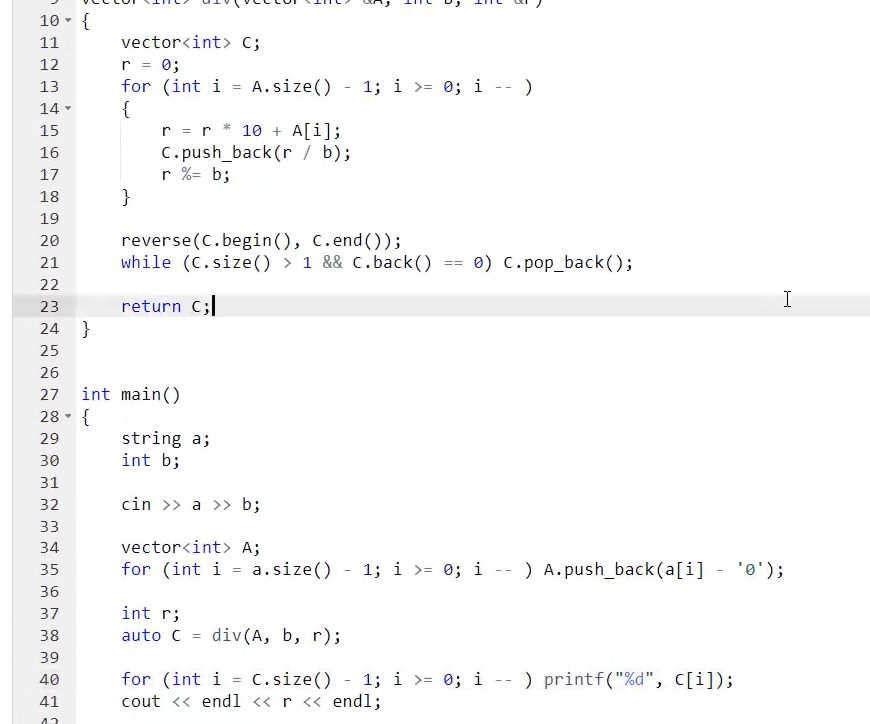 9 vector<int> div(vector<int> &A, int b, int &r)
10 {
11     vector<int> C;
12     r = 0;
13     for (int i = A.size() - 1; i >= 0; i -- )
14     {
15         r = r * 10 + A[i];
16         C.push_back(r / b);
17         r %= b;
18     }
19
20     reverse(C.begin(), C.end());
21     while (C.size() > 1 && C.back() == 0) C.pop_back();
22
23     return C;
24 }
25
26
27 int main()
28 {
29     string a;
30     int b;
31
32     cin >> a >> b;
33
34     vector<int> A;
35     for (int i = a.size() - 1; i >= 0; i -- ) A.push_back(a[i] - '0');
36
37     int r;
38     auto C = div(A, b, r);
39
40     for (int i = C.size() - 1; i >= 0; i -- ) printf("%d", C[i]);
41     cout << endl << r << endl;
42